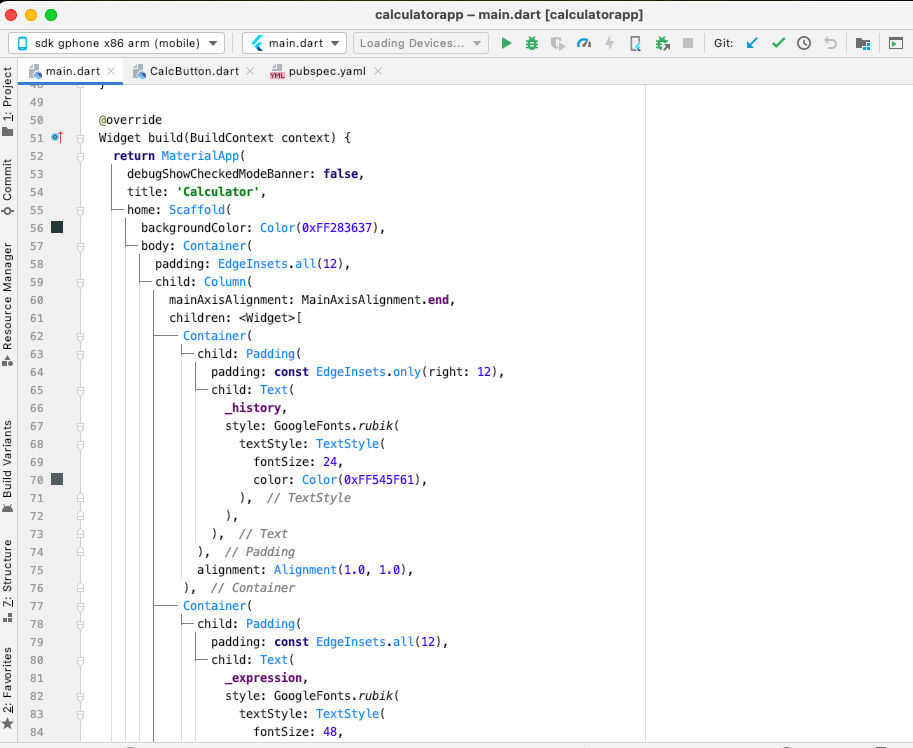 calculatorapp – main.dart [calculatorapp]
sdk gphone x86 arm (mobile)
main.dart
Loading Devices...
Git:
main.dart
CalcButton.dart
YML
pubspec.yaml
1: Project
Commit
Resource Manager
Build Variants
Z: Structure
2: Favorites
48 }
49
50 @override
51 Widget build(BuildContext context) {
52 return MaterialApp(
53 debugShowCheckedModeBanner: false,
54 title: 'Calculator',
55 home: Scaffold(
56 backgroundColor: Color(0xFF283637),
57 body: Container(
58 padding: EdgeInsets.all(12),
59 child: Column(
60 mainAxisAlignment: MainAxisAlignment.end,
61 children: <Widget>[
62 Container(
63 child: Padding(
64 padding: const EdgeInsets.only(right: 12),
65 child: Text(
66 _history,
67 style: GoogleFonts.rubik(
68 textStyle: TextStyle(
69 fontSize: 24,
70 color: Color(0xFF545F61),
71 ), // TextStyle
72 ),
73 ), // Text
74 ), // Padding
75 alignment: Alignment(1.0, 1.0),
76 ), // Container
77 Container(
78 child: Padding(
79 padding: const EdgeInsets.all(12),
80 child: Text(
81 _expression,
82 style: GoogleFonts.rubik(
83 textStyle: TextStyle(
84 fontSize: 48,